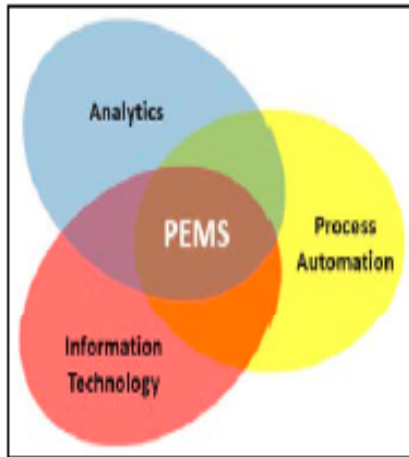 Analytics
PEMS
Process
Automation
Information
Technology